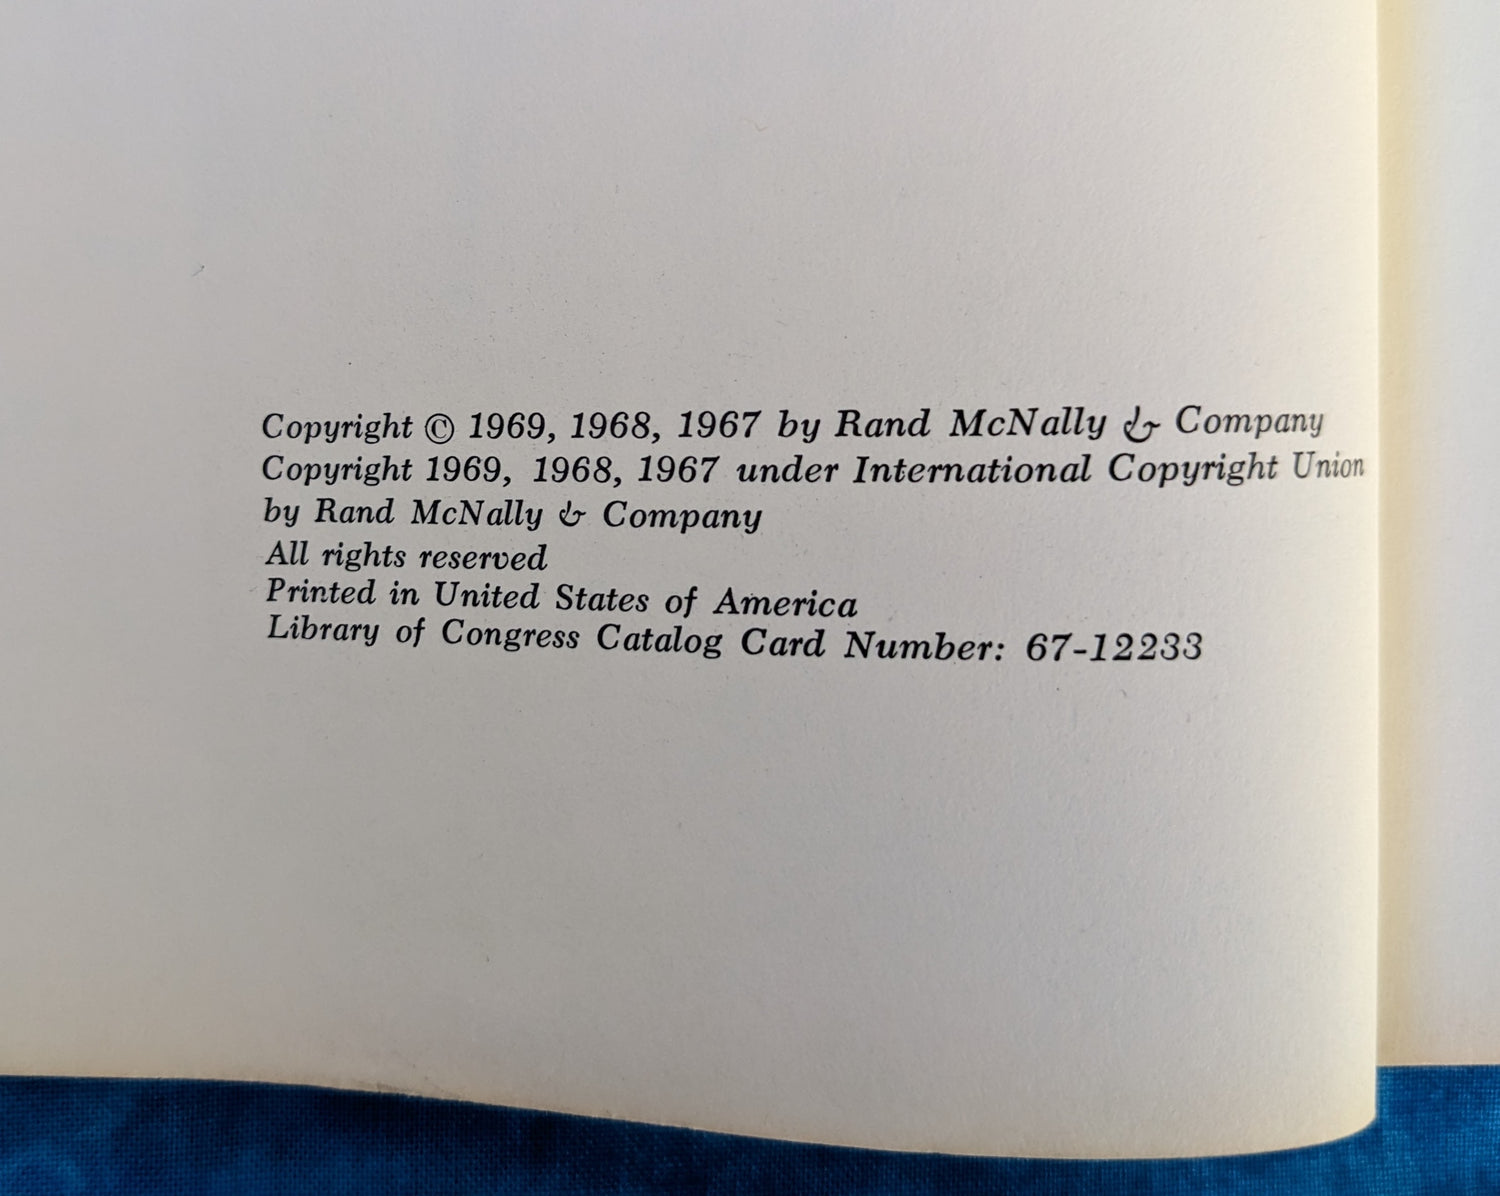 Copyright © 1969, 1968, 1967 by Rand McNally & Company
Copyright 1969, 1968, 1967 under International Copyright Union
by Rand McNally & Company
All rights reserved
Printed in United States of America
Library of Congress Catalog Card Number: 67-12233